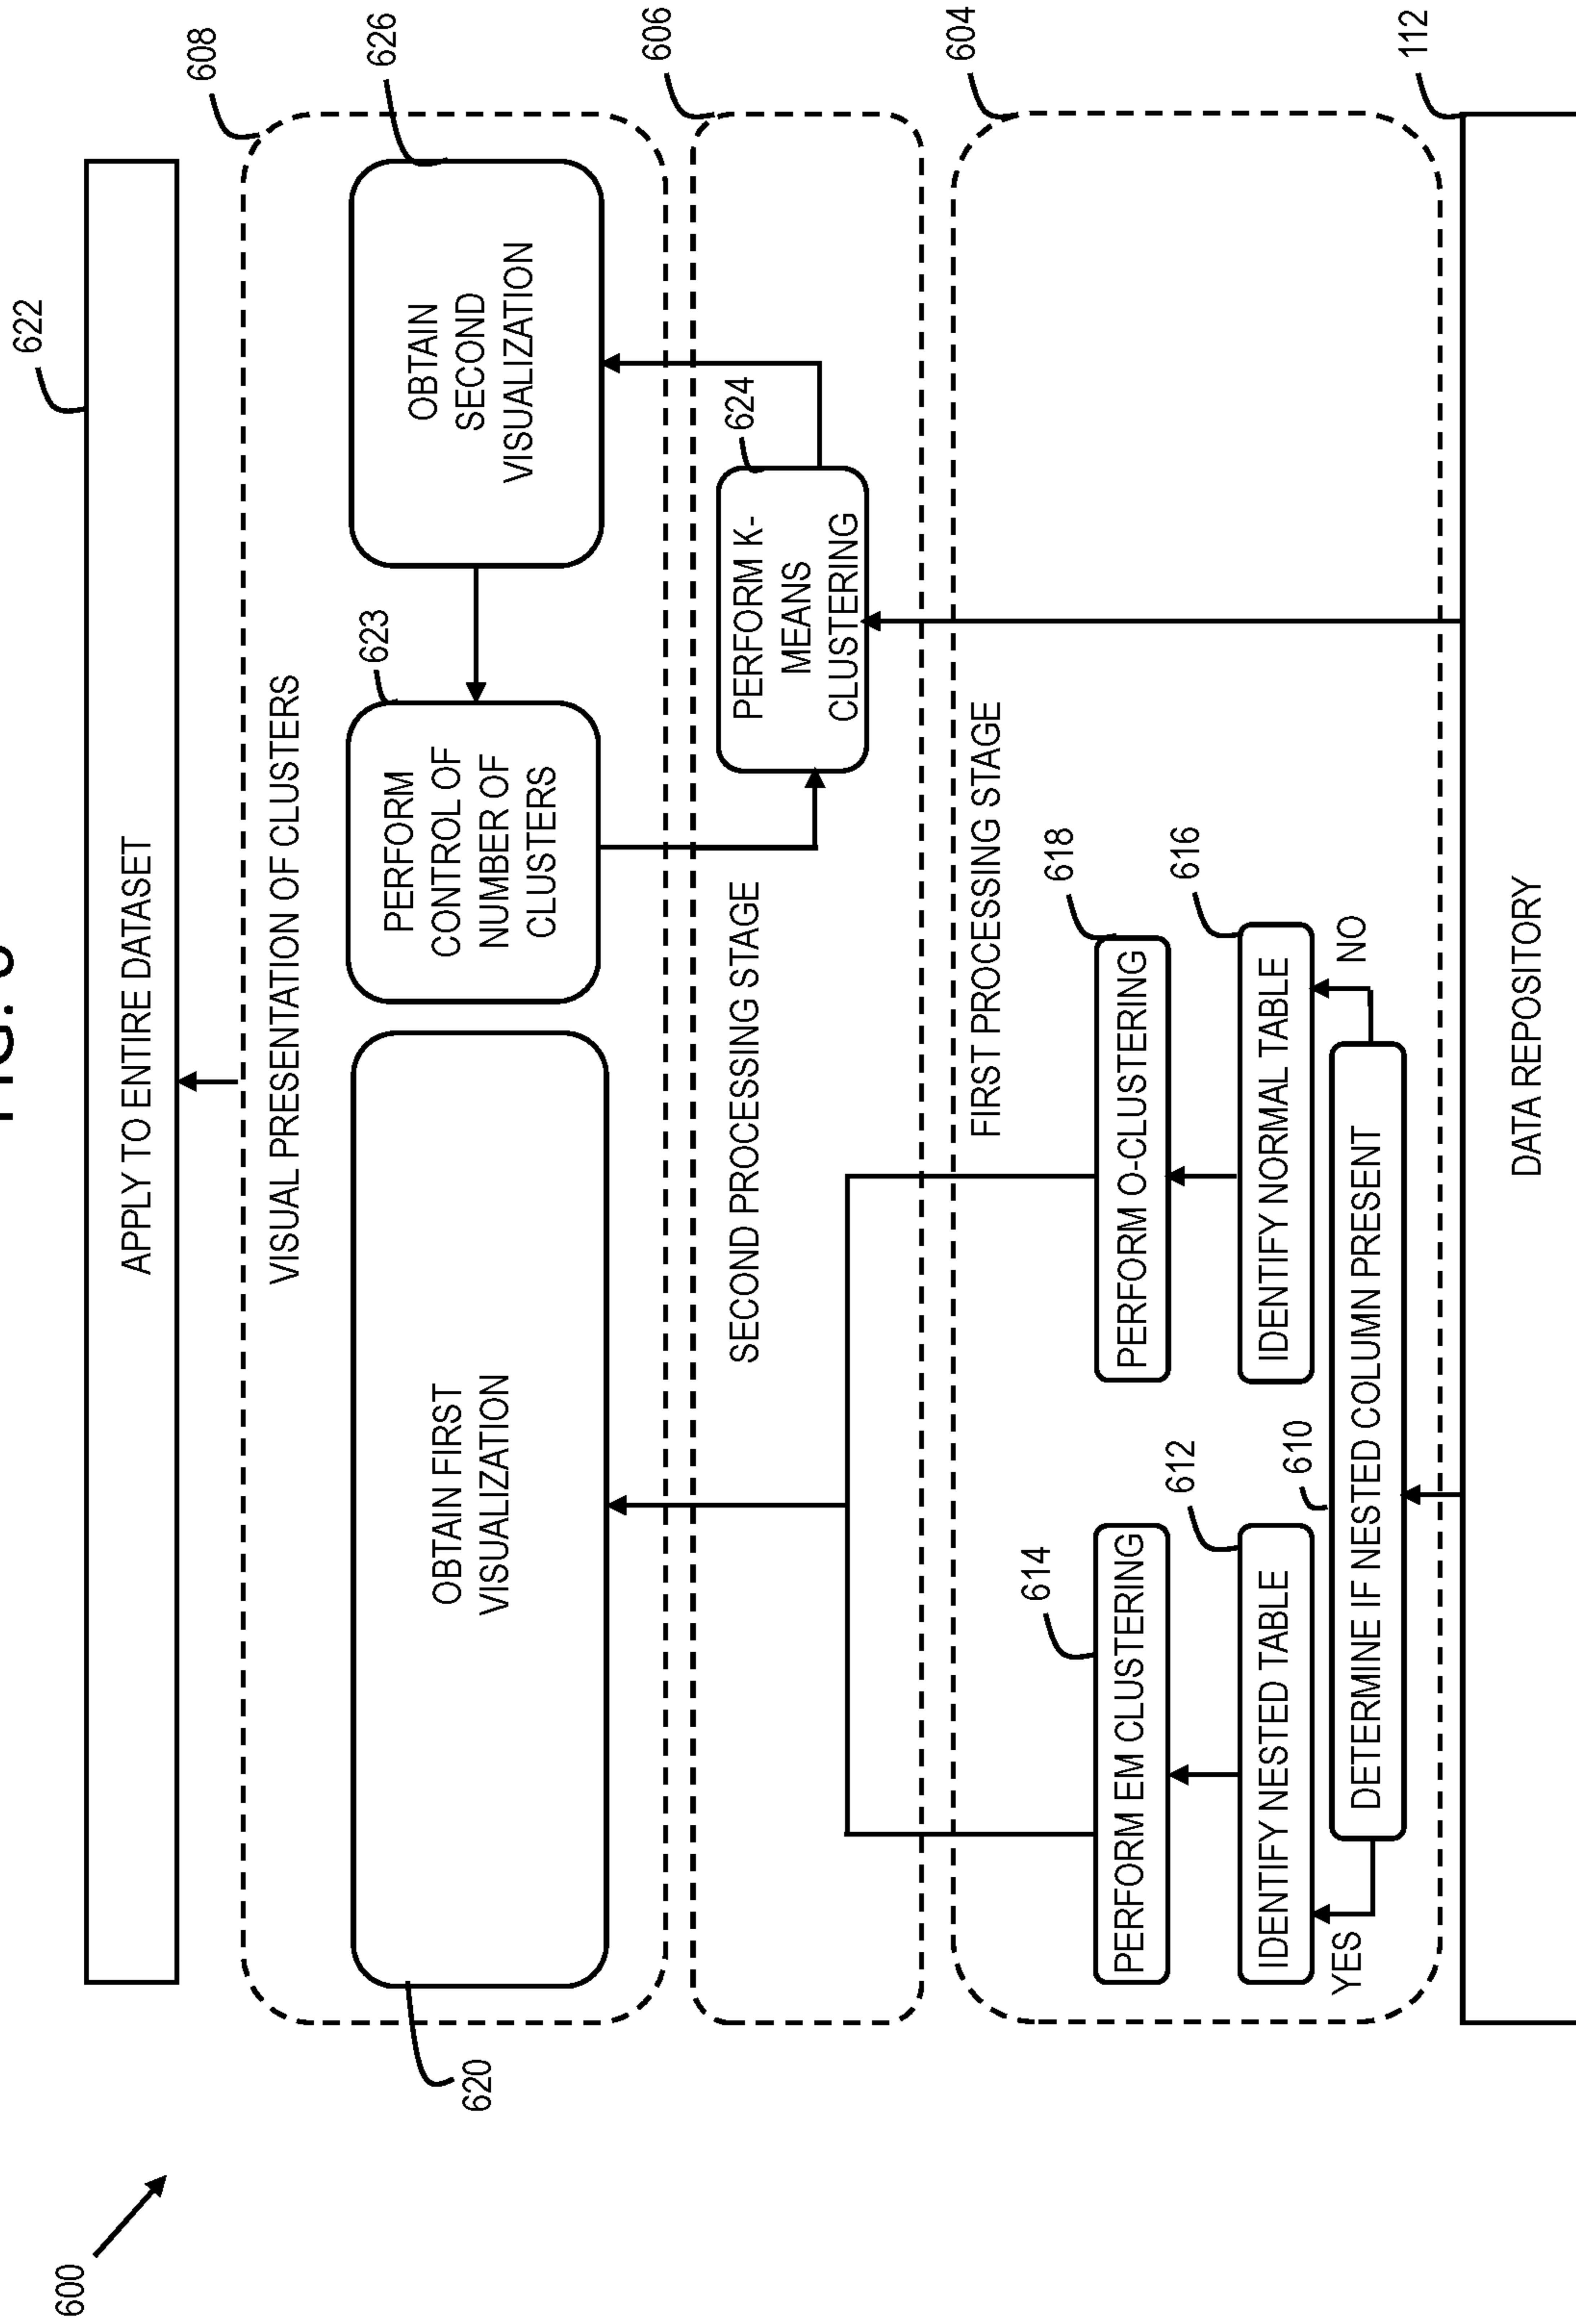 622
600
APPLY TO ENTIRE DATASET
608
VISUAL PRESENTATION OF CLUSTERS
620
OBTAIN FIRST
VISUALIZATION
623
PERFORM
CONTROL OF
NUMBER OF
CLUSTERS
626
OBTAIN
SECOND
VISUALIZATION
606
SECOND PROCESSING STAGE
624
PERFORM K-
MEANS
CLUSTERING
604
FIRST PROCESSING STAGE
614
PERFORM EM CLUSTERING
618
PERFORM O-CLUSTERING
612
IDENTIFY NESTED TABLE
616
IDENTIFY NORMAL TABLE
YES
610
NO
DETERMINE IF NESTED COLUMN PRESENT
112
DATA REPOSITORY